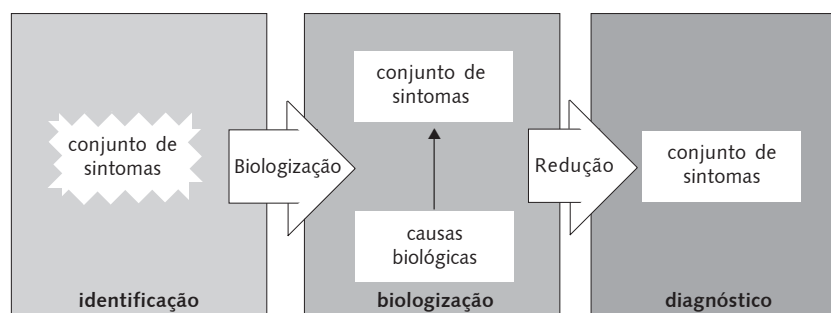 conjunto de
sintomas
identificação
Biologização
conjunto de
sintomas
causas
biológicas
biologização
Redução
conjunto de
sintomas
diagnóstico